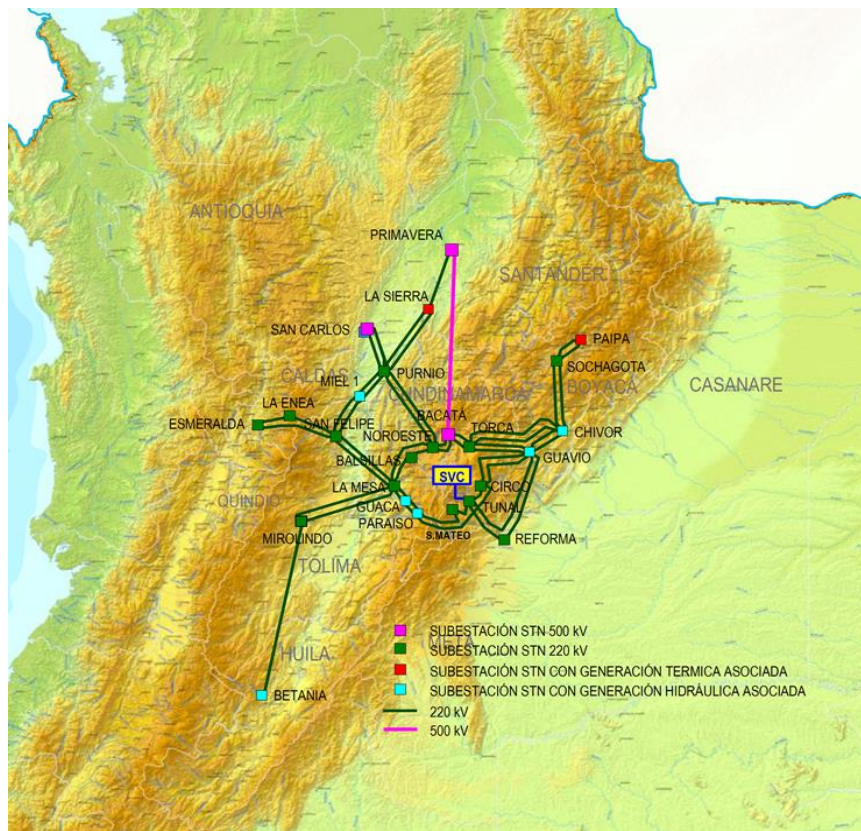 ANTIOQUIA
PRIMAVERA
SANTANDER
LA SIERRA
SAN CARLOS
PAIPA
PURNIO
SOCHAGOTA
CALDAS
MIEL 1
CUNDINAMARCA
BOYACÁ
CASANARE
LA ENEA
BACATÁ
ESMERALDA
SAN FELIPE
TORCA
CHIVOR
NOROESTE
BALSILLAS
GUAVIO
SVC
LA MESA
CIRCO
QUINDIO
GUACA
TUNAL
PARAISO
MIROLINDO
S.MATEO
REFORMA
TOLIMA
SUBESTACIÓN STN 500 kV
META
SUBESTACIÓN STN 220 kV
HUILA
SUBESTACIÓN STN CON GENERACIÓN TERMICA ASOCIADA
BETANIA
SUBESTACIÓN STN CON GENERACIÓN HIDRÁULICA ASOCIADA
220 kV
500 kV